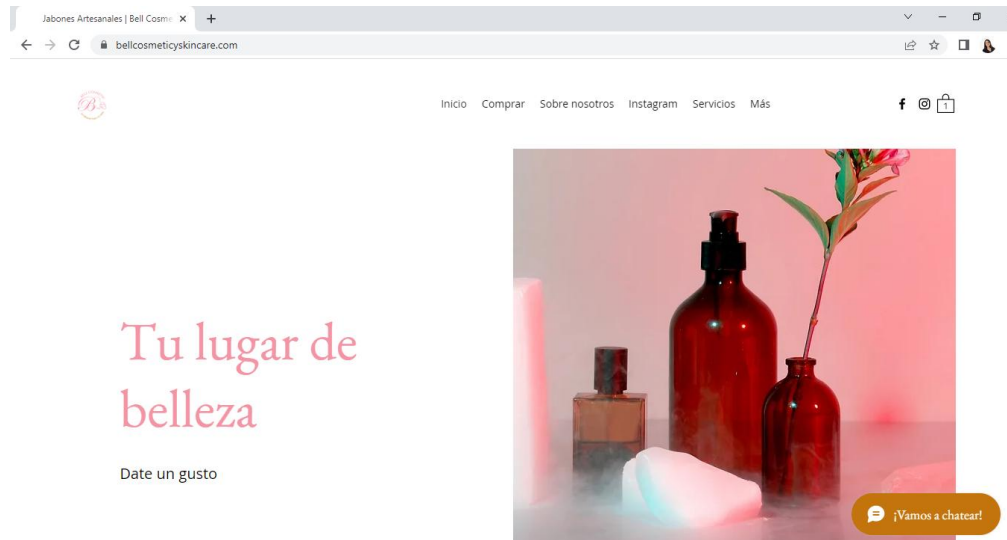 Jabones Artesanales | Bell Cosme
bellcosmeticyskincare.com
B
Inicio Comprar Sobre nosotros Instagram Servicios Más
1
Tu lugar de
belleza
Date un gusto
¡Vamos a chatear!